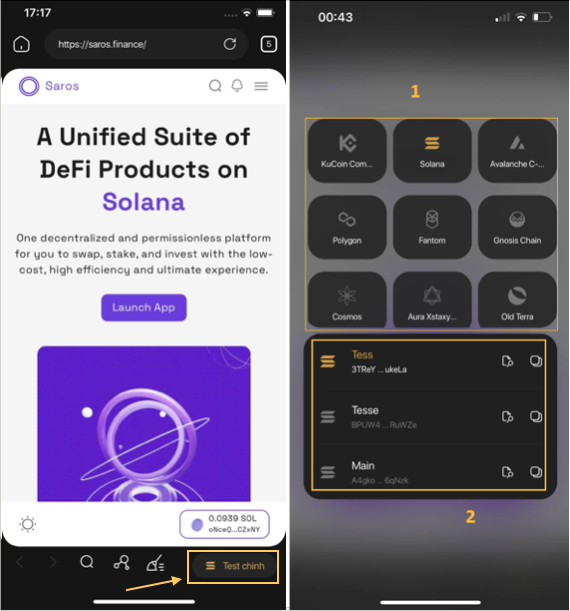 17:17
https://saros.finance/
5
Saros
A Unified Suite of
DeFi Products on
Solana
One decentralized and permissionless platform
for you to swap, stake, and invest with the low-
cost, high efficiency and ultimate experience.
Launch App
0.0939 SOL
oNceQ...CZxNY
Test chinh
00:43
1
KuCoin Com...
Solana
Avalanche C-...
Polygon
Fantom
Gnosis Chain
Cosmos
Aura Xstaxy...
Old Terra
Tess
3TReY ... ukeLa
Tesse
BPUW4 ... RuWZe
Main
A4gko ... 6qNzk
2